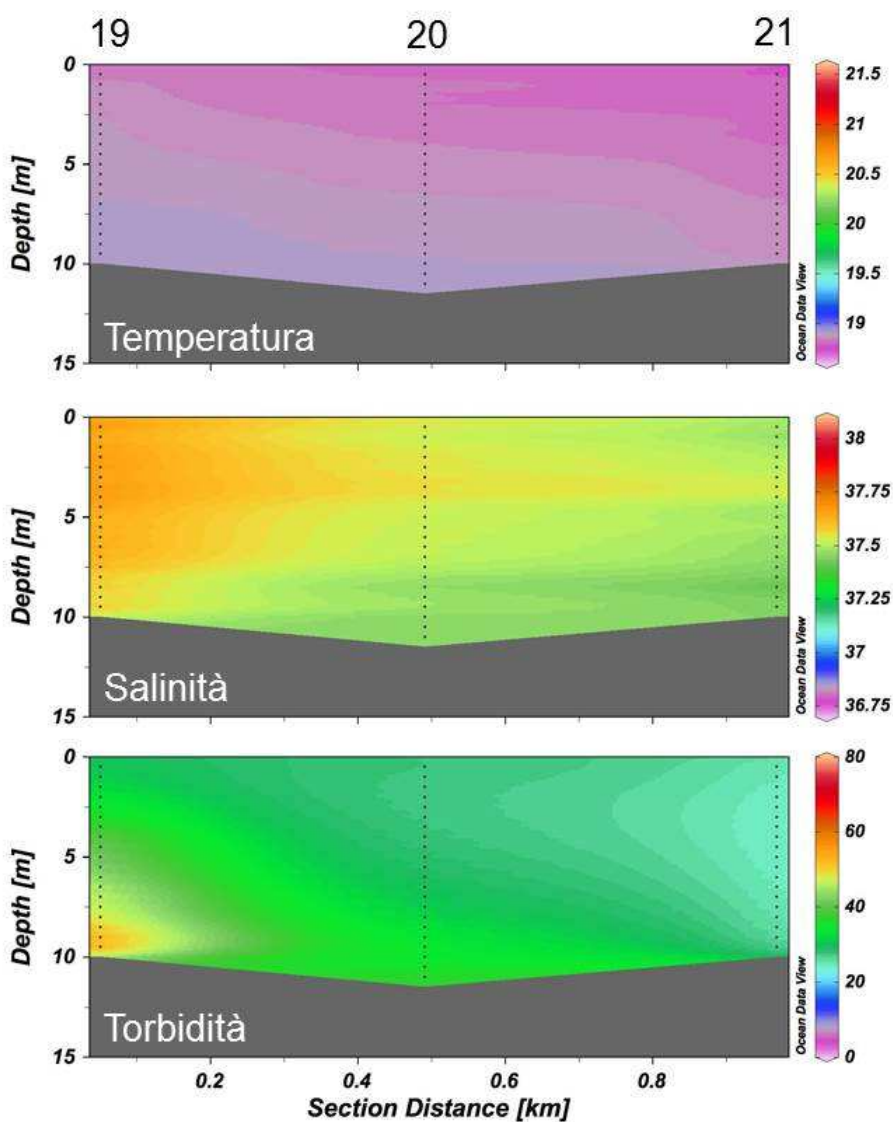 19 20 21
0
5
10
15
Depth [m]
Temperatura
21.5
21
20.5
20
19.5
19
Ocean Data View
0
5
10
15
Depth [m]
Salinità
38
37.75
37.5
37.25
37
36.75
Ocean Data View
0
5
10
15
Depth [m]
Torbidità
80
60
40
20
0
Ocean Data View
0.2 0.4 0.6 0.8
Section Distance [km]